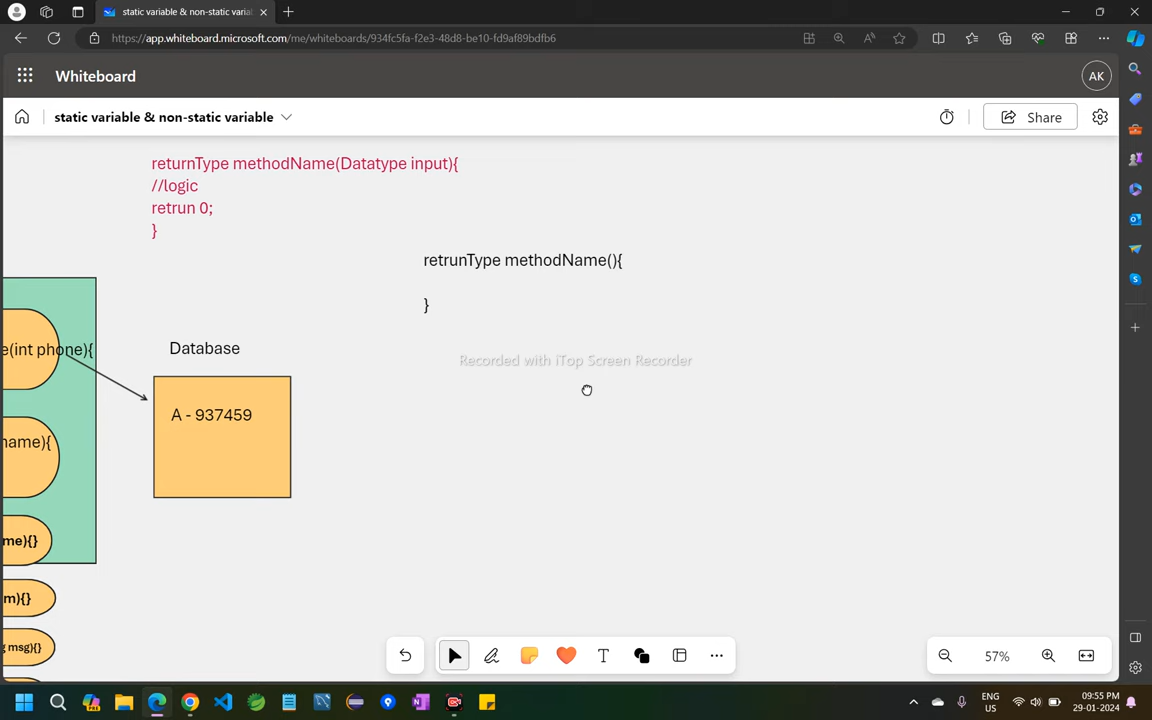 static variable & non-static varia
https://app.whiteboard.microsoft.com/me/whiteboards/934fc5fa-f2e3-48d8-be10-fd9af89bdfb6
Whiteboard
AK
static variable & non-static variable
Share
returnType methodName(Datatype input){
//logic
retrun 0;
}
retrunType methodName(){
}
e(int phone){
Database
Recorded with iTop Screen Recorder
A - 937459
name){
me){}
m){}
g msg){}
57%
ENG
US
09:55 PM
29-01-2024